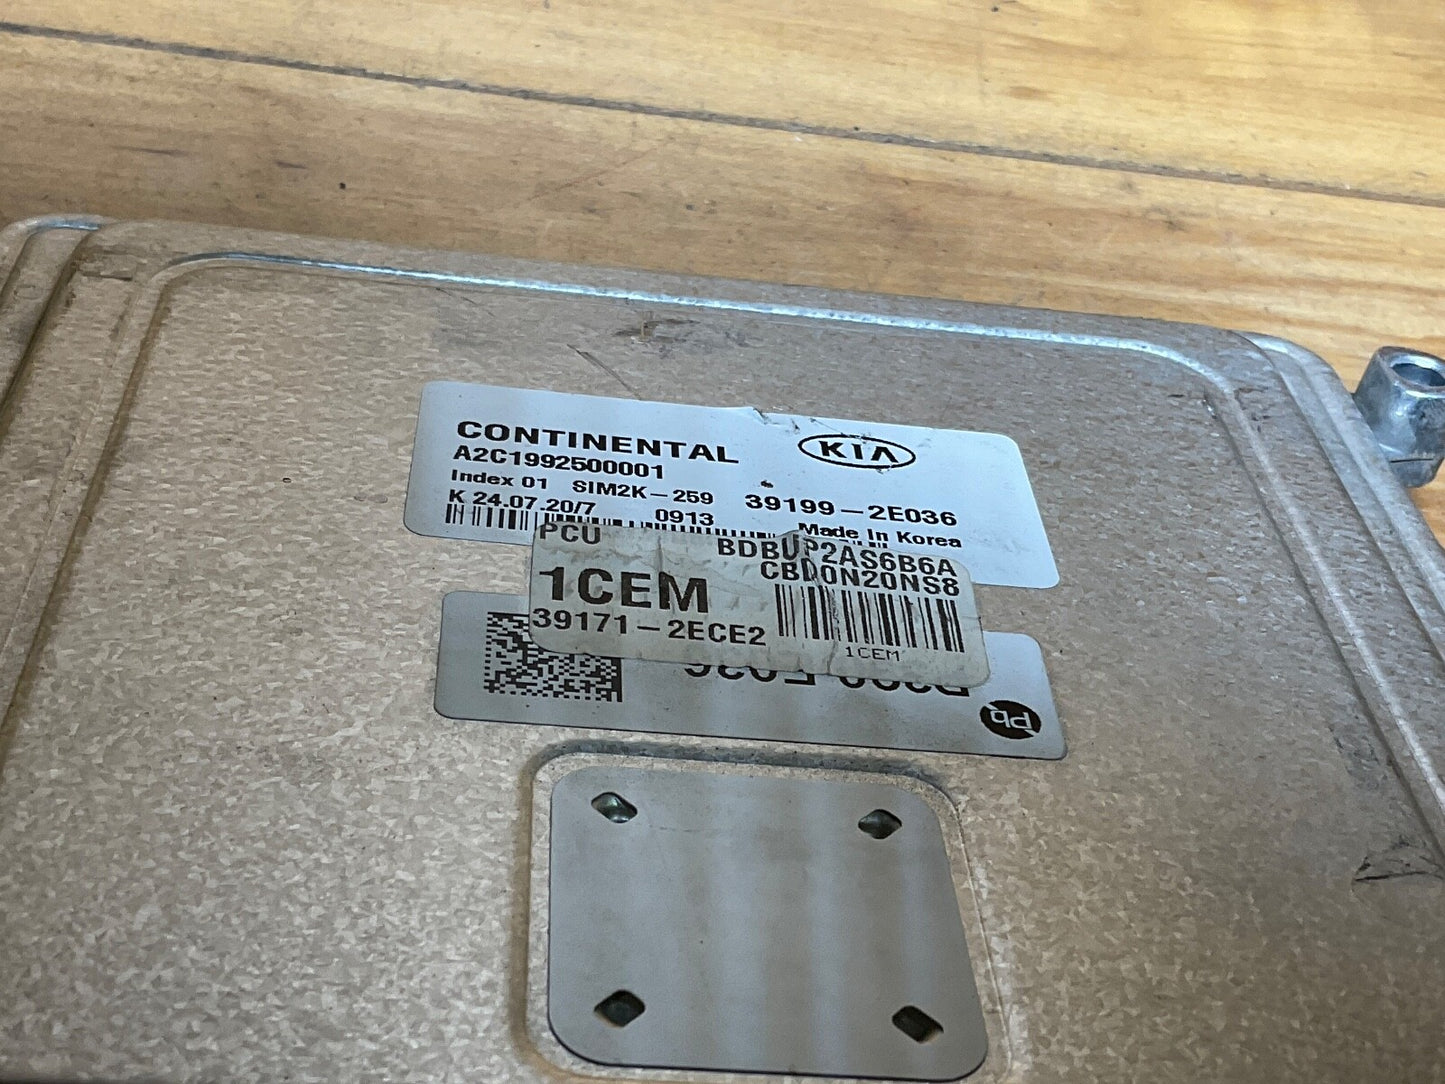 CONTINENTAL KIA
A2C1992500001
Index 01 SIM2K-259 39199-2E036
K 24.07.20/7 0913 Made In Korea
PCU BDBUP2AS6B6A
1CEM CBD0N20NS8
39171-2ECE2
1CEM
Pb